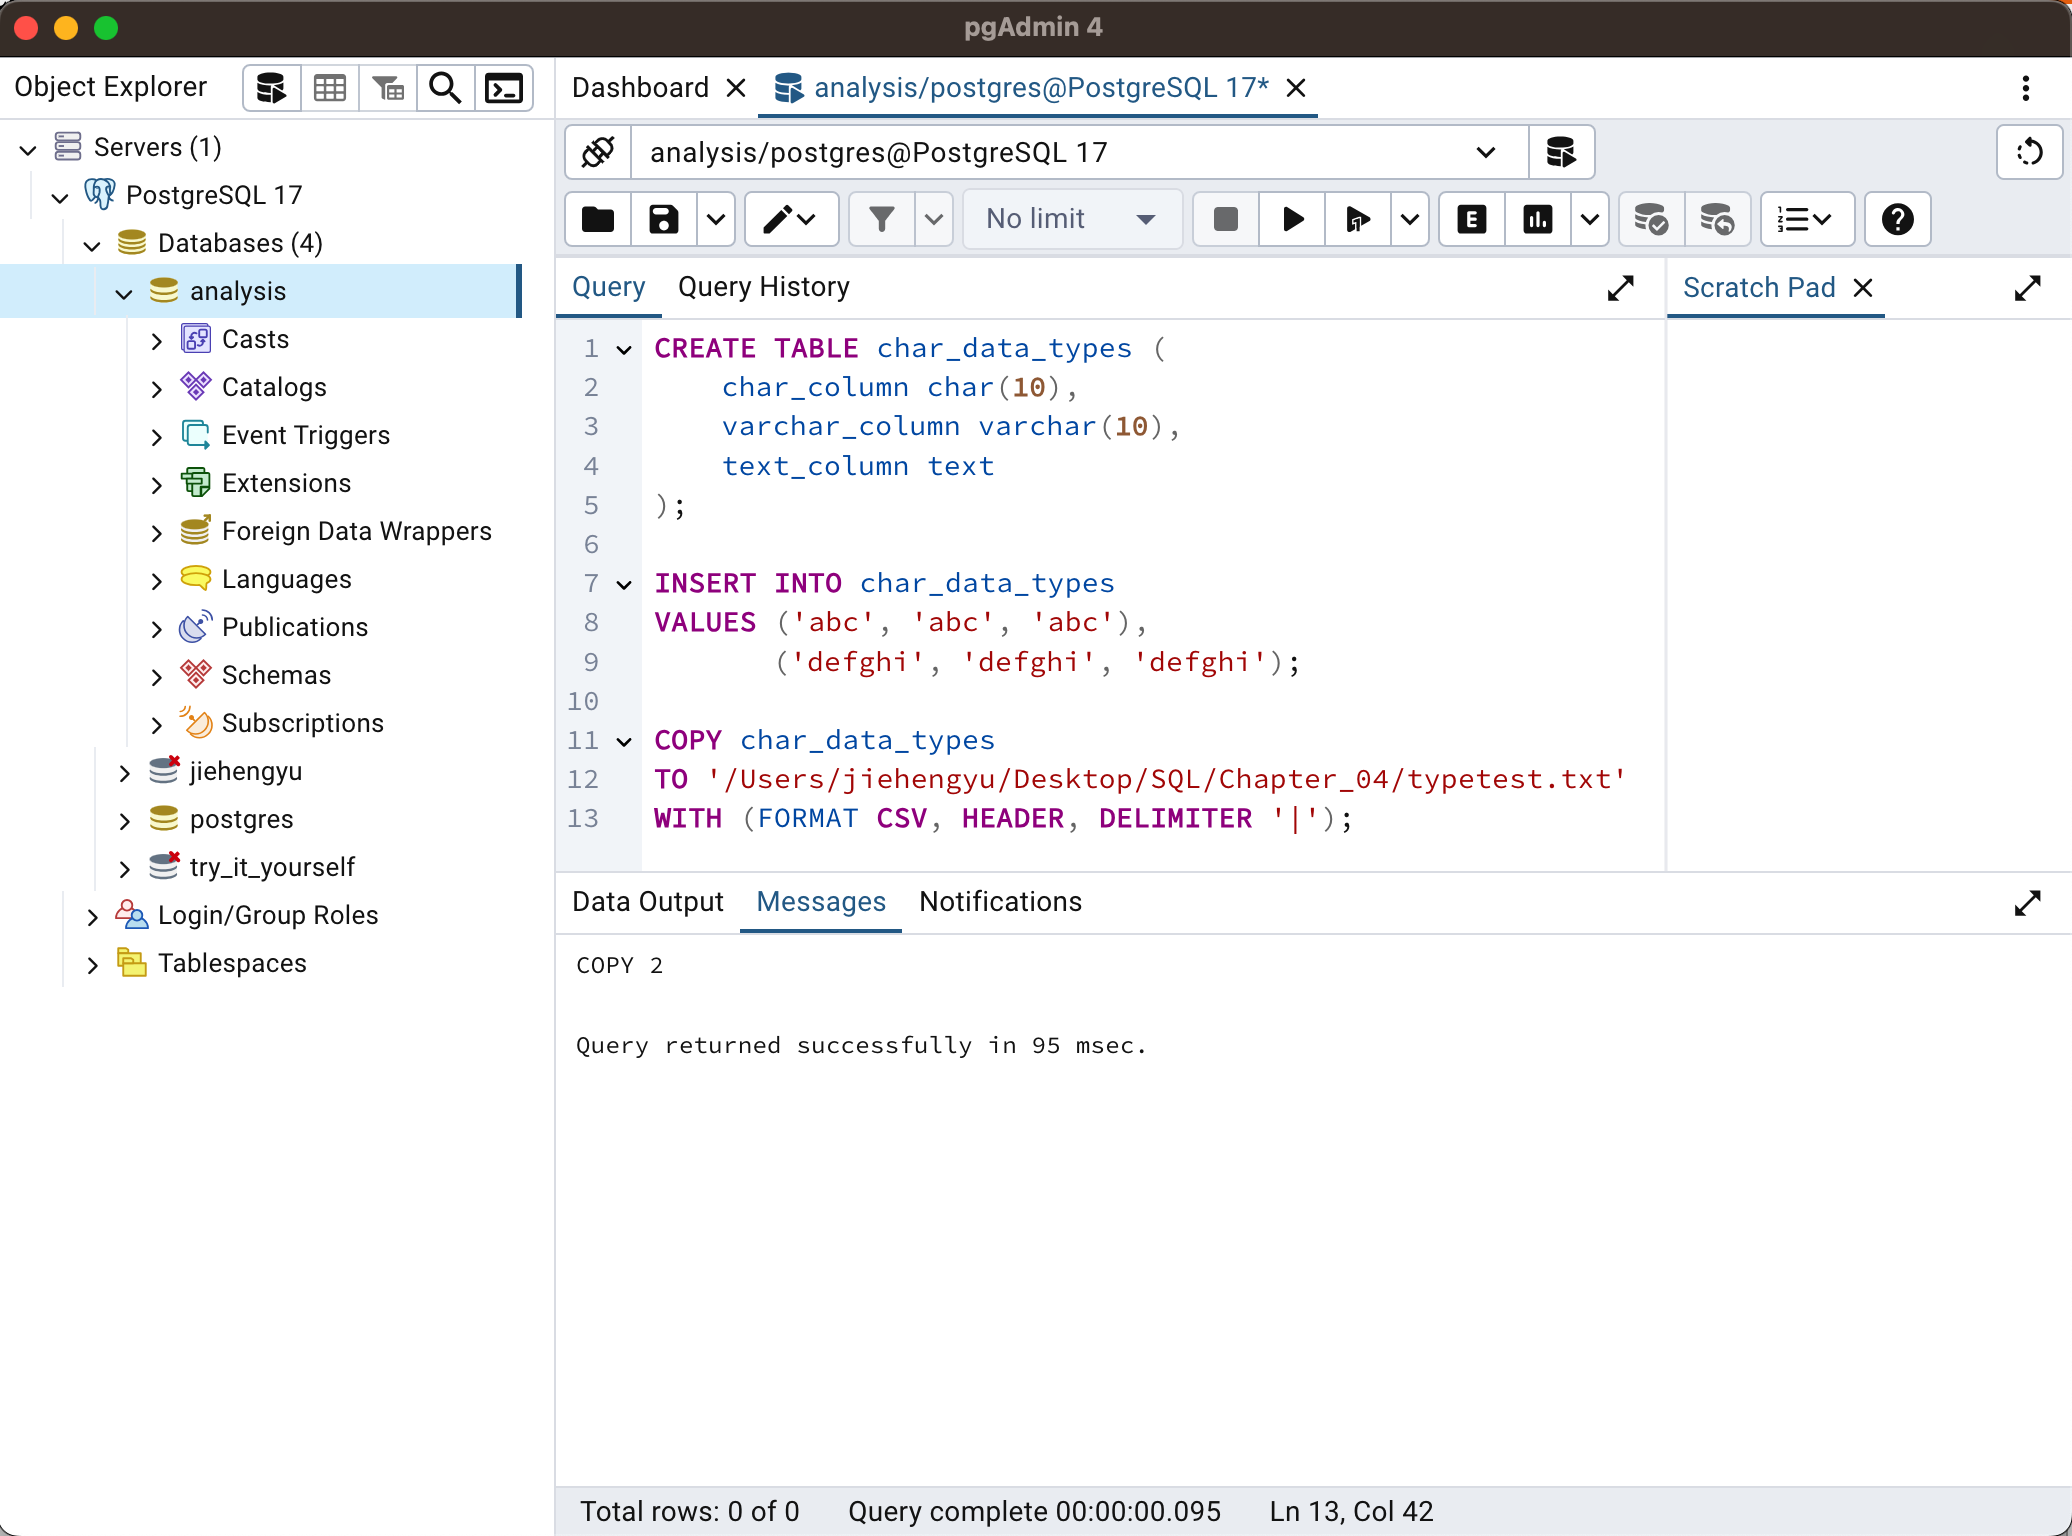 pgAdmin 4
Object Explorer
Dashboard
analysis/postgres@PostgreSQL 17*
Servers (1)
PostgreSQL 17
Databases (4)
analysis
Casts
Catalogs
Event Triggers
Extensions
Foreign Data Wrappers
Languages
Publications
Schemas
Subscriptions
jiehengyu
postgres
try_it_yourself
Login/Group Roles
Tablespaces
analysis/postgres@PostgreSQL 17
No limit
E
Query
Query History
Scratch Pad
1 CREATE TABLE char_data_types (
2     char_column char(10),
3     varchar_column varchar(10),
4     text_column text
5 );
6
7 INSERT INTO char_data_types
8 VALUES ('abc', 'abc', 'abc'),
9        ('defghi', 'defghi', 'defghi');
10
11 COPY char_data_types
12 TO '/Users/jiehengyu/Desktop/SQL/Chapter_04/typetest.txt'
13 WITH (FORMAT CSV, HEADER, DELIMITER '|');
Data Output
Messages
Notifications
COPY 2
Query returned successfully in 95 msec.
Total rows: 0 of 0
Query complete 00:00:00.095
Ln 13, Col 42